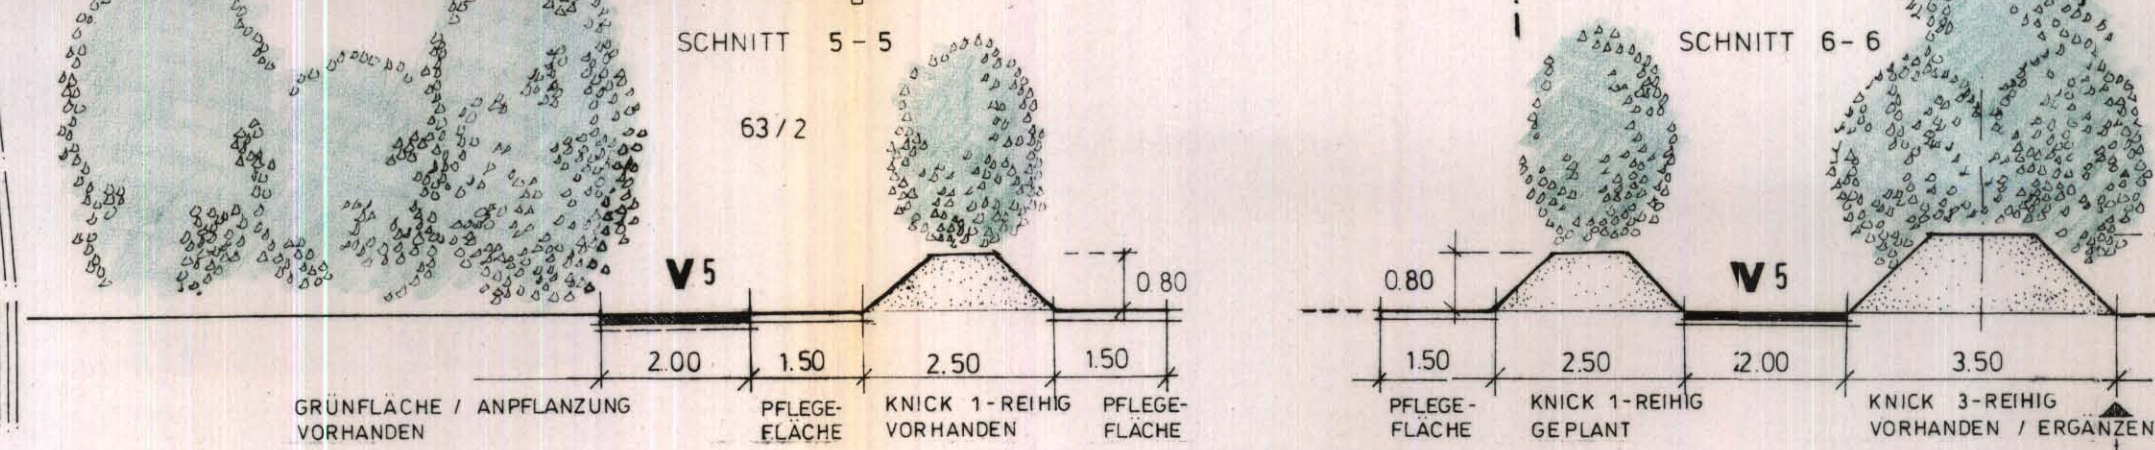 SCHNITT 5-5
63/2
V5
0.80
2.00 1.50 2.50 1.50
GRÜNFLÄCHE / ANPFLANZUNG
VORHANDEN
PFLEGE-
FLÄCHE
KNICK 1-REIHIG
VORHANDEN
PFLEGE-
FLÄCHE
SCHNITT 6-6
0.80
V5
1.50 2.50 2.00 3.50
PFLEGE-
FLÄCHE
KNICK 1-REIHIG
GEPLANT
KNICK 3-REIHIG
VORHANDEN / ERGÄNZEN